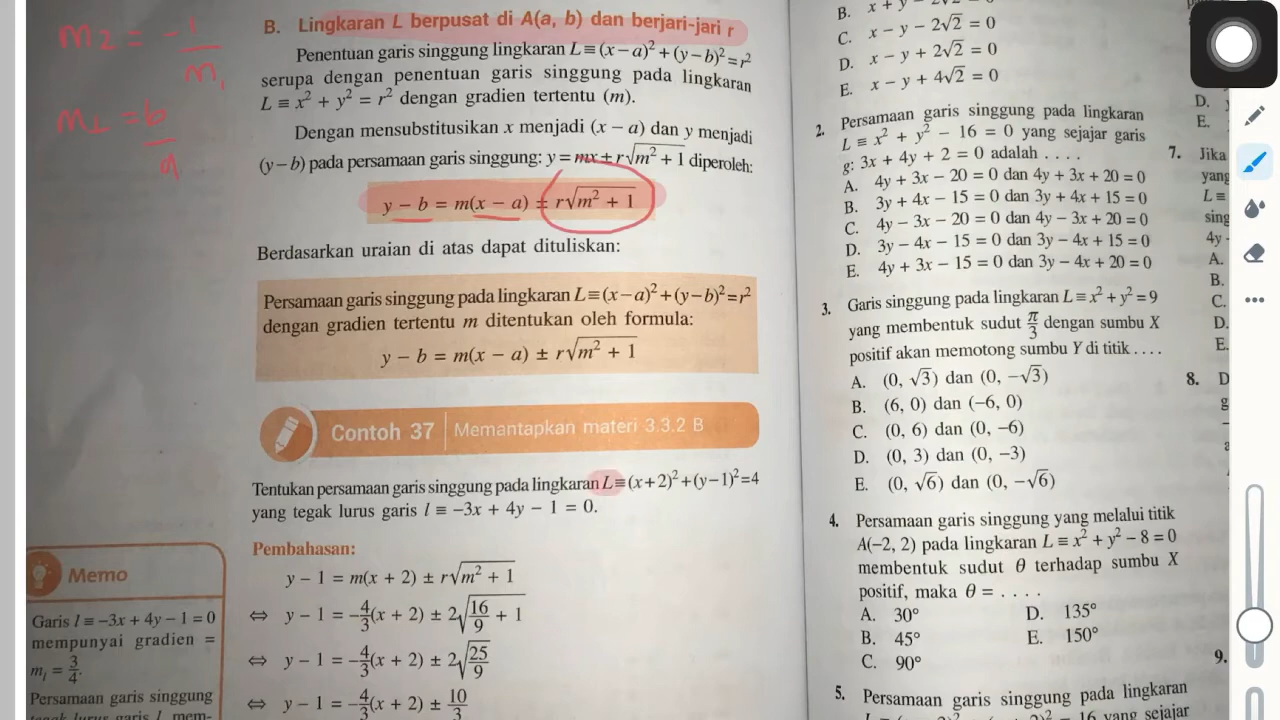 m2 = -1/m1
m⊥ = b/a
B. Lingkaran L berpusat di A(a, b) dan berjari-jari r
Penentuan garis singgung lingkaran L≡(x−a)²+(y−b)²=r²
serupa dengan penentuan garis singgung pada lingkaran
L ≡ x² + y² = r² dengan gradien tertentu (m).
Dengan mensubstitusikan x menjadi (x − a) dan y menjadi
(y−b) pada persamaan garis singgung: y=mx±r√(m² + 1) diperoleh:
y − b = m(x − a) ± r√(m² + 1)
Berdasarkan uraian di atas dapat dituliskan:
Persamaan garis singgung pada lingkaran L≡(x−a)²+(y−b)²=r²
dengan gradien tertentu m ditentukan oleh formula:
y − b = m(x − a) ± r√(m² + 1)
Contoh 37 Memantapkan materi 3.3.2 B
Tentukan persamaan garis singgung pada lingkaran L≡(x+2)²+(y−1)²=4
yang tegak lurus garis l ≡ −3x + 4y − 1 = 0.
Pembahasan:
y − 1 = m(x + 2) ± r√(m² + 1)
⇔ y − 1 = −4/3(x + 2) ± 2√(16/9 + 1)
⇔ y − 1 = −4/3(x + 2) ± 2√(25/9)
⇔ y − 1 = −4/3(x + 2) ± 10/3
Memo
Garis l ≡ −3x + 4y − 1 = 0
mempunyai gradien =
m_l = 3/4.
Persamaan garis singgung
tegak lurus garis l mem-
B. x + y − 2√2 = 0
C. x − y − 2√2 = 0
D. x − y + 2√2 = 0
E. x − y + 4√2 = 0
2. Persamaan garis singgung pada lingkaran
L ≡ x² + y² − 16 = 0 yang sejajar garis
g: 3x + 4y + 2 = 0 adalah . . . .
A. 4y + 3x − 20 = 0 dan 4y + 3x + 20 = 0
B. 3y + 4x − 15 = 0 dan 3y + 4x + 15 = 0
C. 4y − 3x − 20 = 0 dan 4y − 3x + 20 = 0
D. 3y − 4x − 15 = 0 dan 3y − 4x + 15 = 0
E. 4y + 3x − 15 = 0 dan 3y − 4x + 20 = 0
3. Garis singgung pada lingkaran L≡x² + y² = 9
yang membentuk sudut π/3 dengan sumbu X
positif akan memotong sumbu Y di titik . . . .
A. (0, √3) dan (0, −√3)
B. (6, 0) dan (−6, 0)
C. (0, 6) dan (0, −6)
D. (0, 3) dan (0, −3)
E. (0, √6) dan (0, −√6)
4. Persamaan garis singgung yang melalui titik
A(−2, 2) pada lingkaran L ≡ x² + y² − 8 = 0
membentuk sudut θ terhadap sumbu X
positif, maka θ = . . . .
A. 30° D. 135°
B. 45° E. 150°
C. 90°
5. Persamaan garis singgung pada lingkaran
16 yang sejajar
D.
E.
7. Jika
yang
L ≡
sing
4y
A.
B.
C.
D.
E.
8. D
g
9.